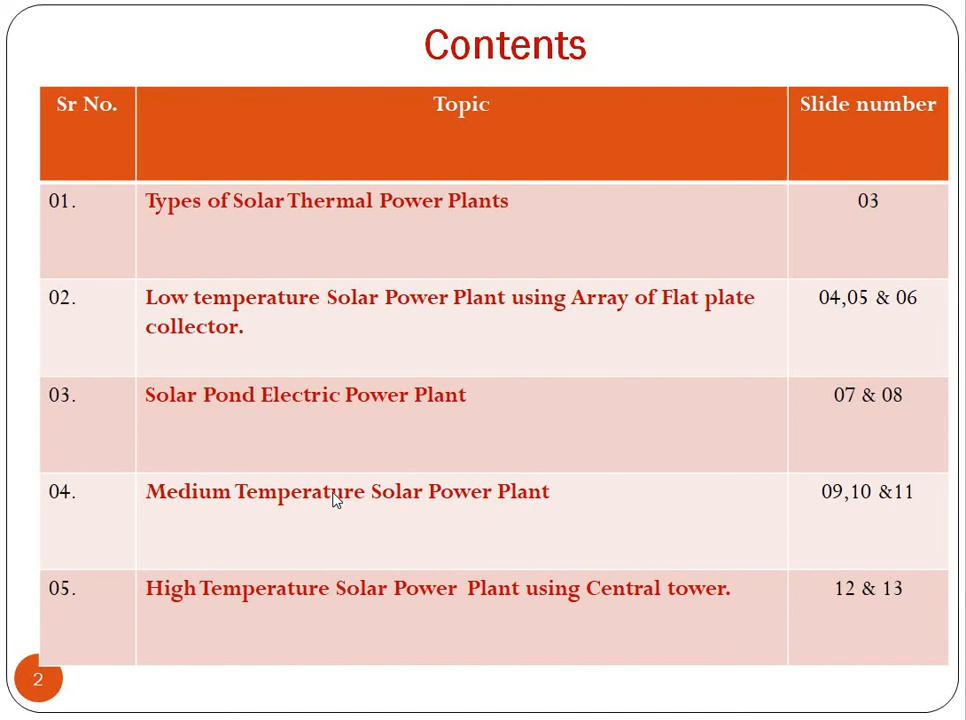 Contents
Sr No. Topic Slide number
01. Types of Solar Thermal Power Plants 03
02. Low temperature Solar Power Plant using Array of Flat plate 04,05 & 06
collector.
03. Solar Pond Electric Power Plant 07 & 08
04. Medium Temperature Solar Power Plant 09,10 &11
05. High Temperature Solar Power Plant using Central tower. 12 & 13
2